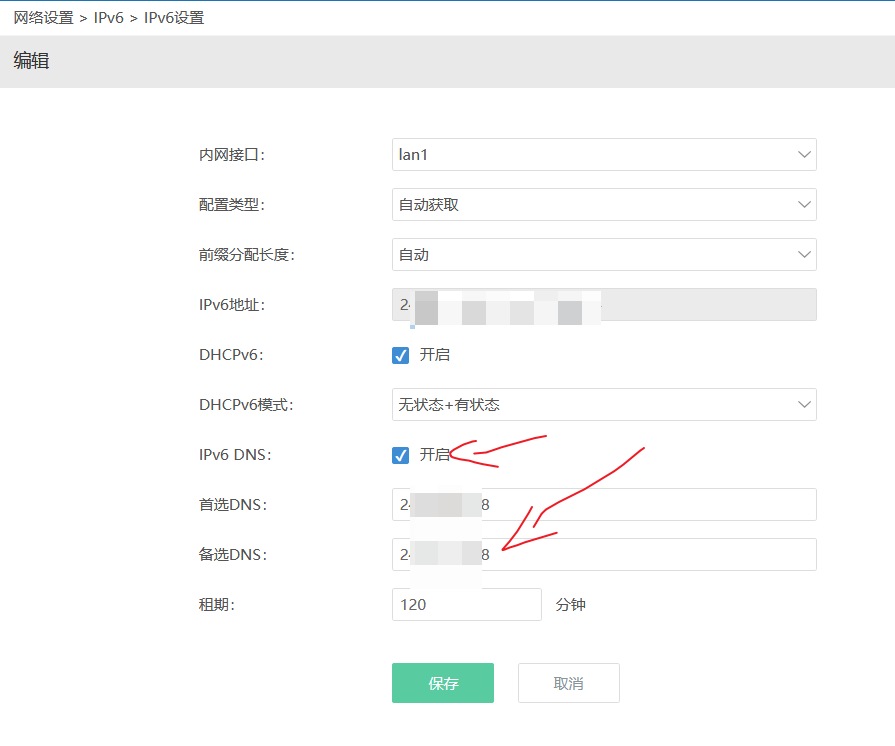 网络设置 > IPv6 > IPv6设置
编辑
内网接口： lan1
配置类型： 自动获取
前缀分配长度： 自动
IPv6地址： 2
DHCPv6： 开启
DHCPv6模式： 无状态+有状态
IPv6 DNS： 开启
首选DNS： 2 8
备选DNS： 2 8
租期： 120 分钟
保存 取消